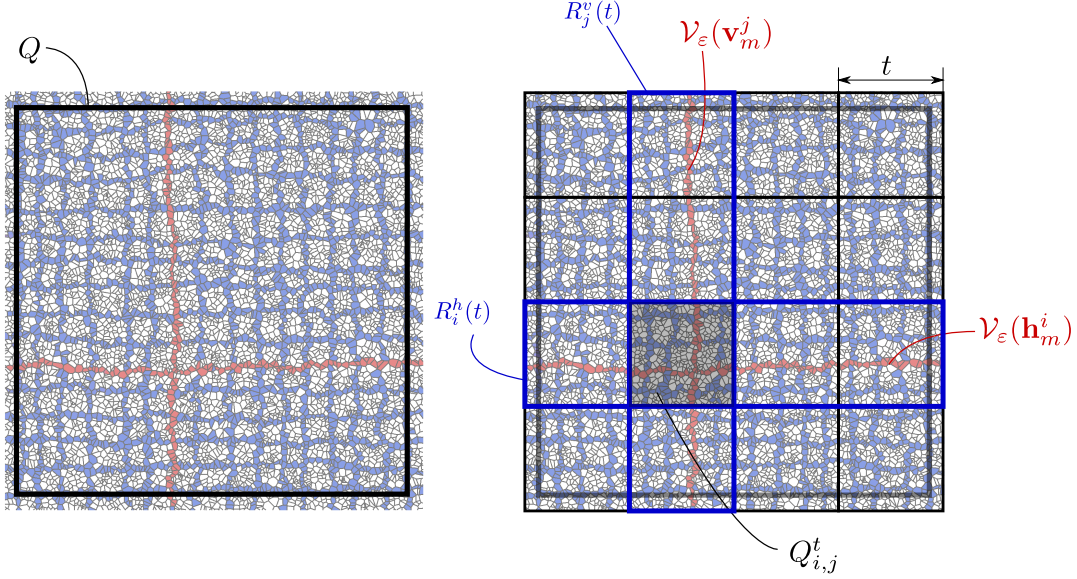 Q
R_j^v(t)
𝒱_ε(𝐯_m^j)
t
R_i^h(t)
𝒱_ε(𝐡_m^i)
Q_{i,j}^t